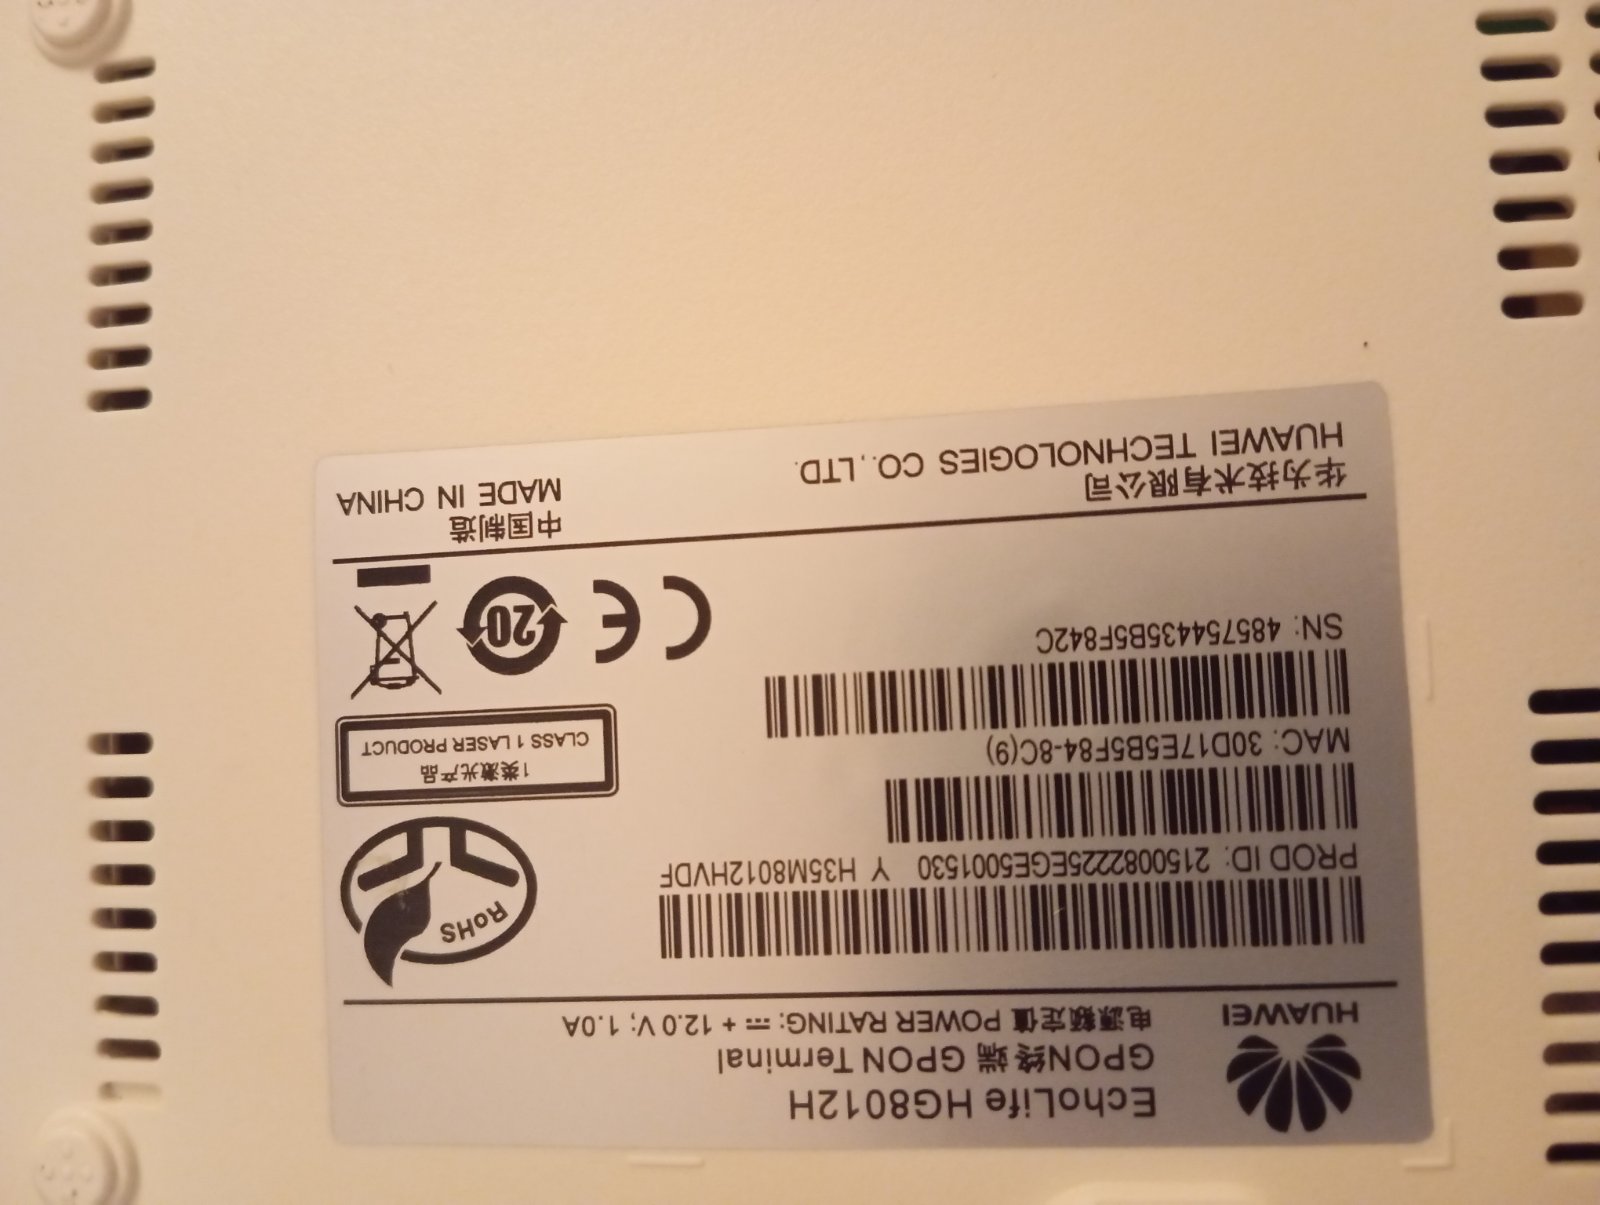 HUAWEI
EchoLife HG8012H
GPON终端 GPON Terminal
电源额定值 POWER RATING: ⎓ + 12.0 V; 1.0A
PROD ID: 2150082225EGE5001530 Y H35M8012HVDF
MAC: 30D17E5B5F84-8C(9)
SN: 485754435B5F842C
RoHS
1类激光产品
CLASS 1 LASER PRODUCT
CE
20
华为技术有限公司
HUAWEI TECHNOLOGIES CO., LTD.
中国制造
MADE IN CHINA